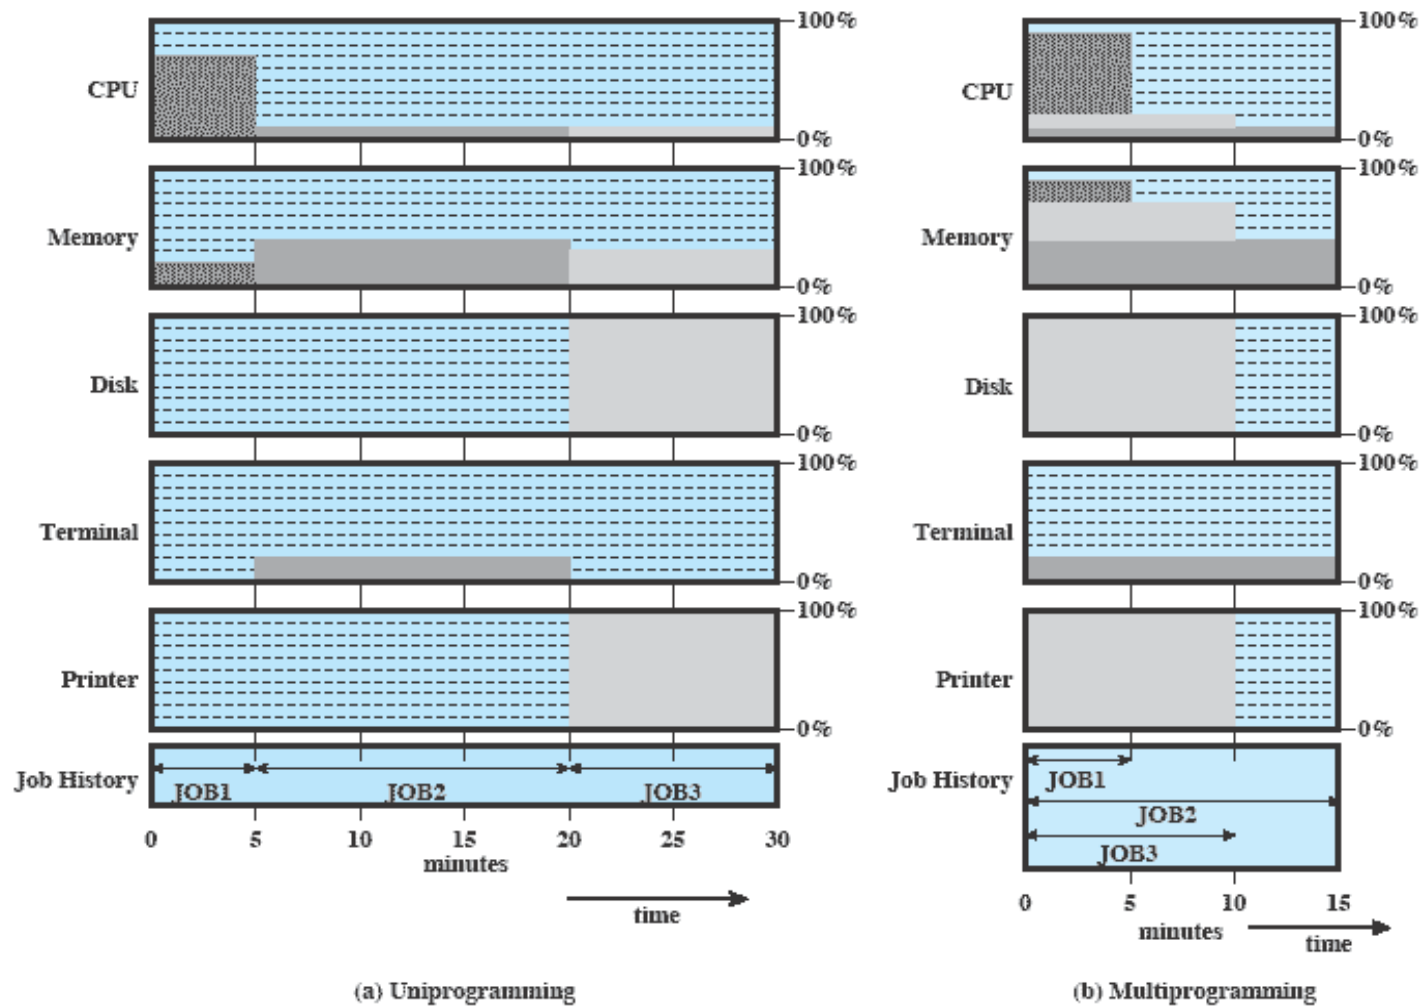 100%
CPU
0%
100%
Memory
0%
100%
Disk
0%
100%
Terminal
0%
100%
Printer
0%
Job History
JOB1 JOB2 JOB3
0 5 10 15 20 25 30
minutes
time
(a) Uniprogramming
100%
CPU
0%
100%
Memory
0%
100%
Disk
0%
100%
Terminal
0%
100%
Printer
0%
Job History
JOB1
JOB2
JOB3
0 5 10 15
minutes
time
(b) Multiprogramming